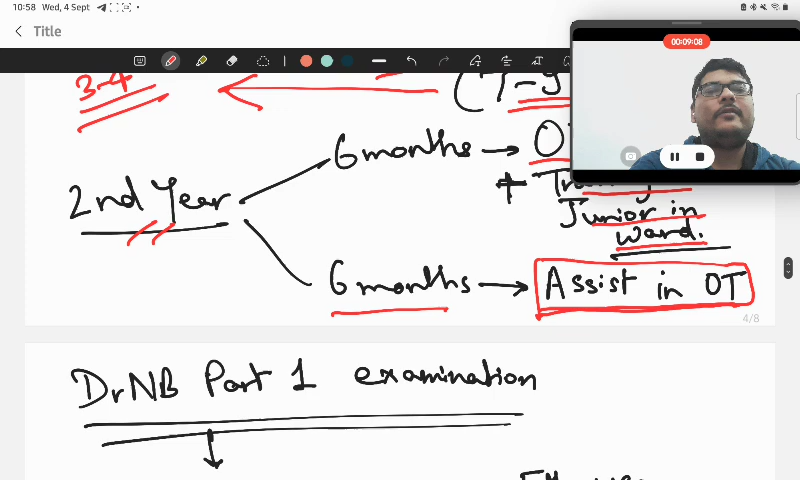 10:58 Wed, 4 Sept
Title
00:09:08
3-4
6 months →
2nd Year
+
Junior in
Ward.
6 months → Assist in OT
4/8
DrNB Part 1 examination